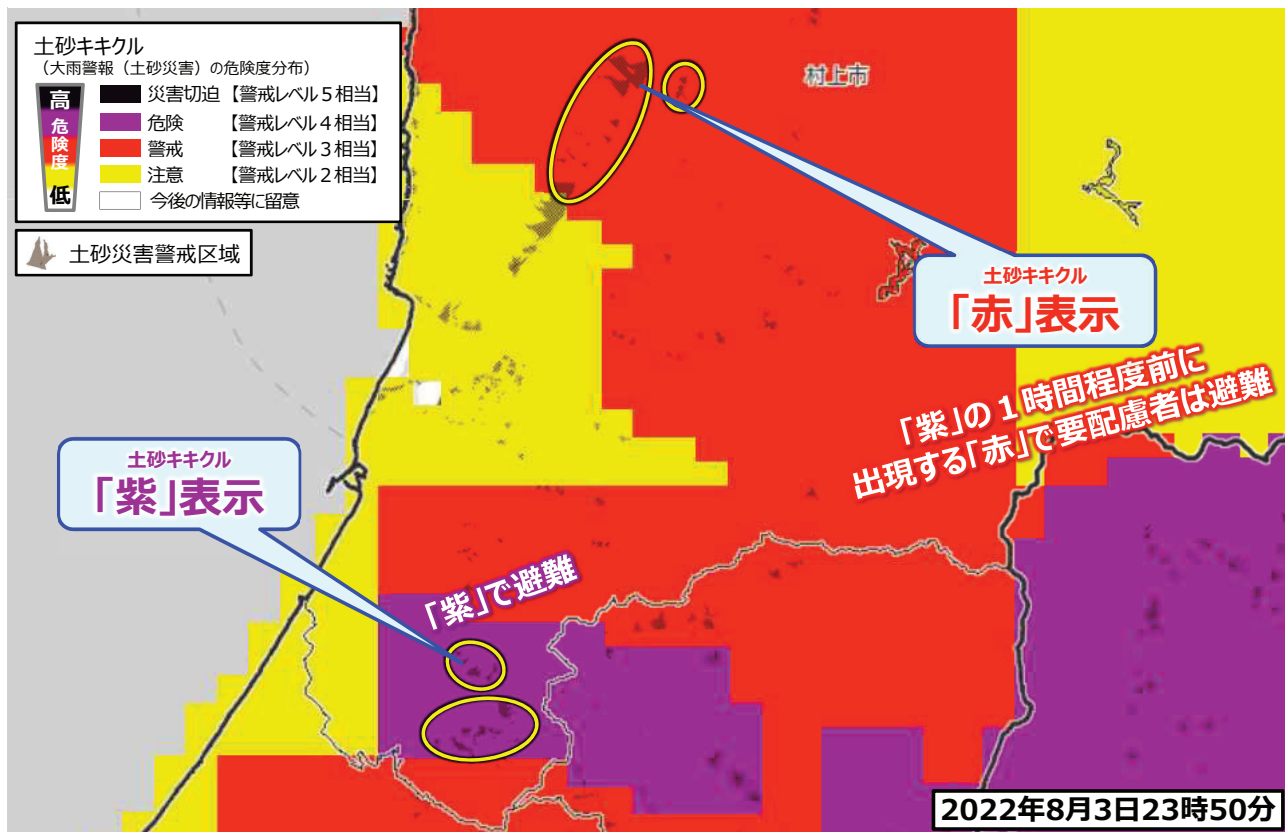 土砂キキクル
(大雨警報(土砂災害)の危険度分布)
高
危険度
低
災害切迫 【警戒レベル5相当】
危険 【警戒レベル4相当】
警戒 【警戒レベル3相当】
注意 【警戒レベル2相当】
今後の情報等に留意
土砂災害警戒区域
村上市
土砂キキクル
「赤」表示
「紫」の1時間程度前に
出現する「赤」で要配慮者は避難
土砂キキクル
「紫」表示
「紫」で避難
2022年8月3日23時50分